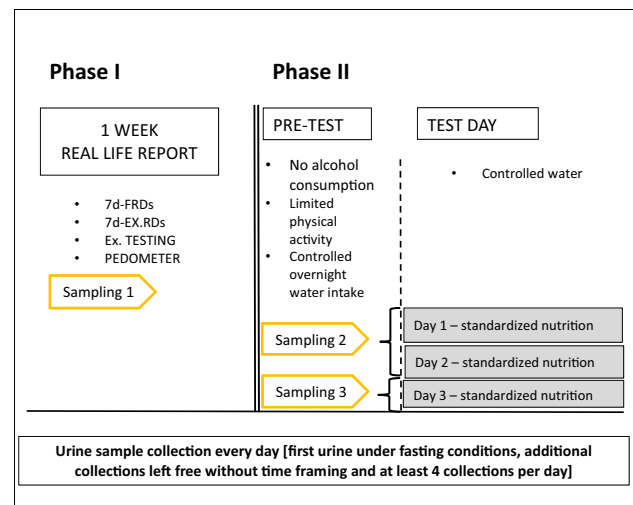 Phase I
Phase II
1 WEEK
REAL LIFE REPORT
PRE-TEST
TEST DAY
• 7d-FRDs
• 7d-EX.RDs
• Ex. TESTING
• PEDOMETER
Sampling 1
• No alcohol
consumption
• Limited
physical
activity
• Controlled
overnight
water intake
• Controlled water
Sampling 2
Day 1 – standardized nutrition
Day 2 – standardized nutrition
Sampling 3
Day 3 – standardized nutrition
Urine sample collection every day [first urine under fasting conditions, additional
collections left free without time framing and at least 4 collections per day]